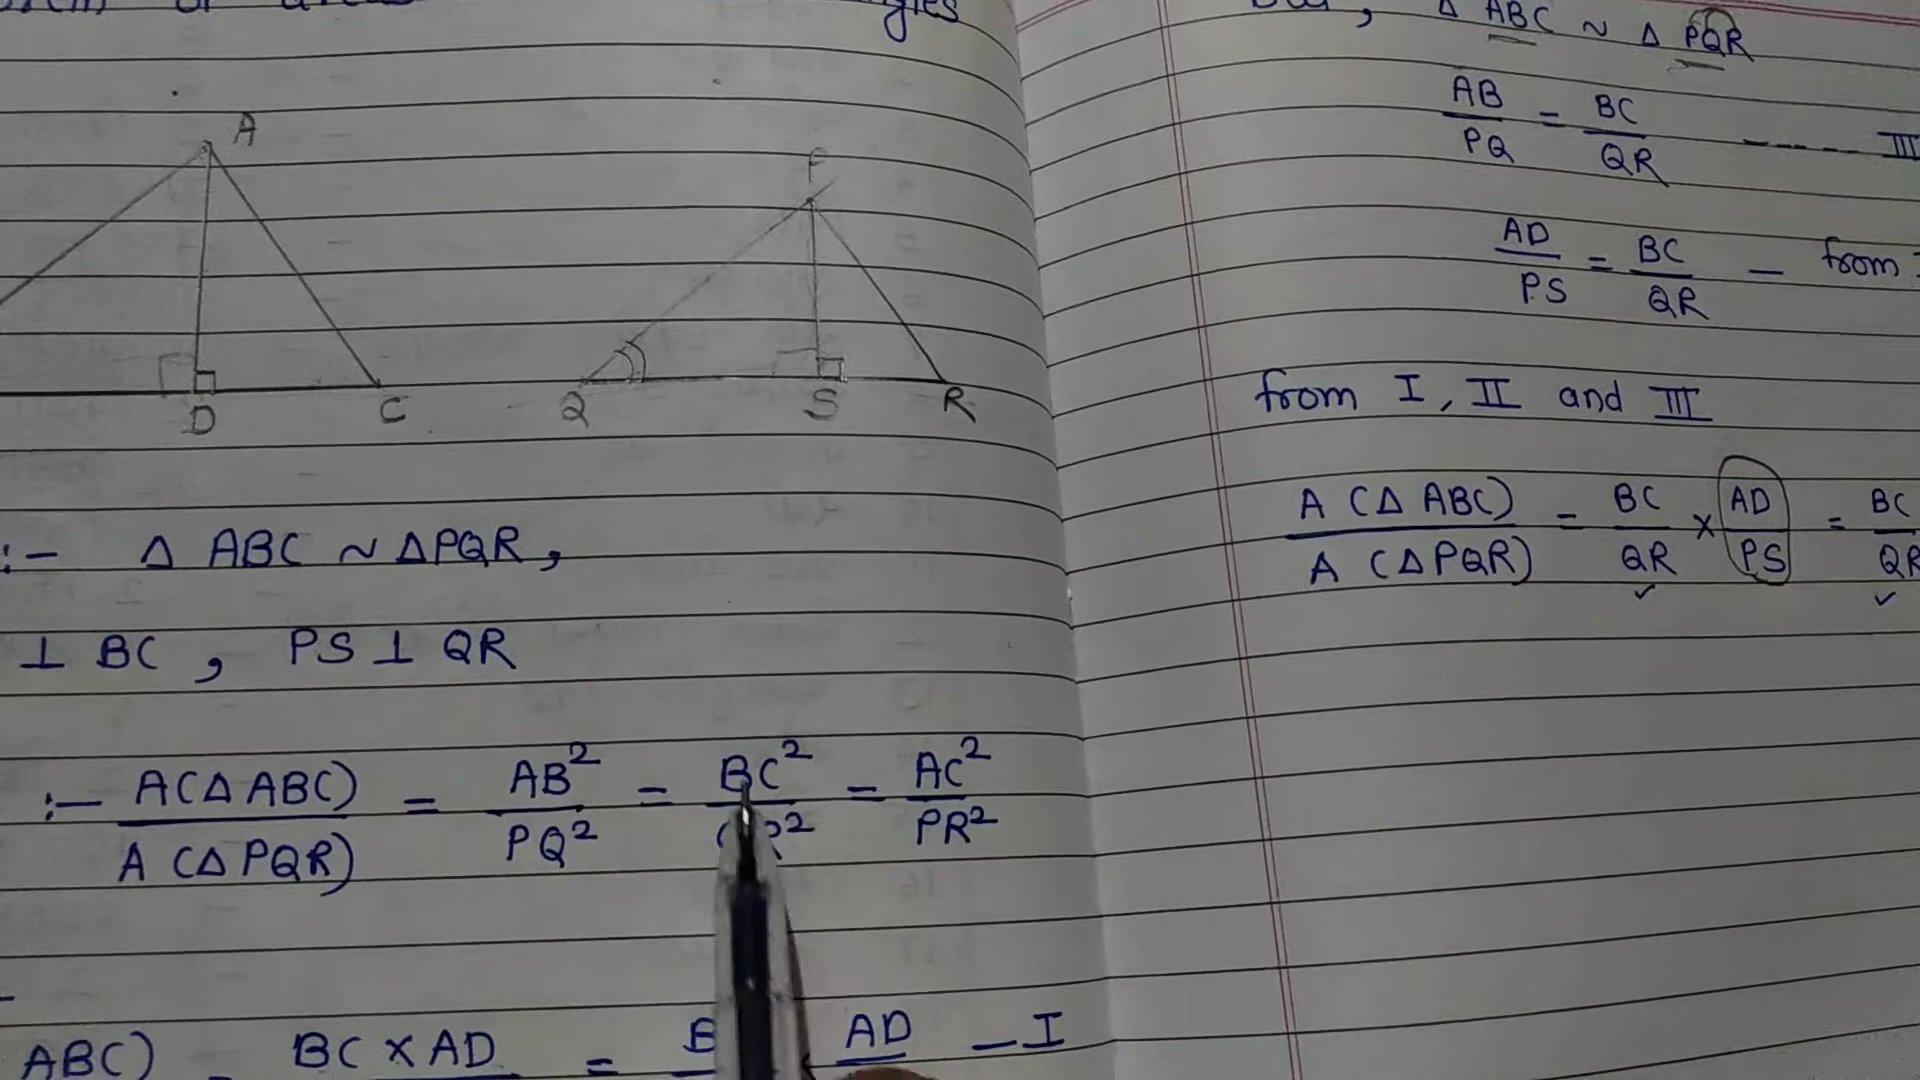 A
P
D C Q S R
:- Δ ABC ~ ΔPQR,
⊥ BC , PS ⊥ QR
:- A(Δ ABC) / A (Δ PQR) = AB² / PQ² = BC² / QR² = AC² / PR²
ABC) BC X AD = AD - I
Δ ABC ~ Δ PQR
AB / PQ = BC / QR ---- III
AD / PS = BC / QR - from
from I, II and III
A (Δ ABC) / A (Δ PQR) = BC / QR × AD / PS = BC / QR